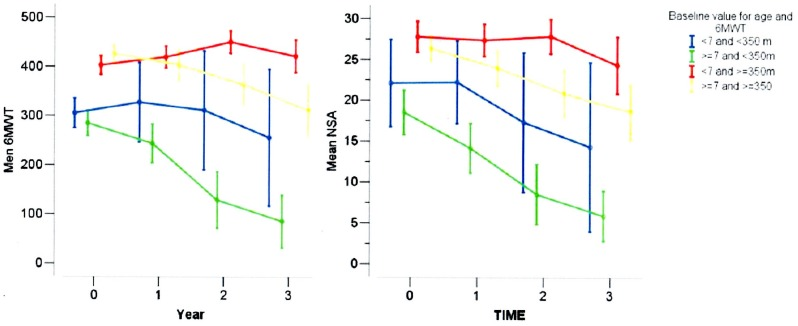 Men 6MWT
500
400
300
200
100
0
0 1 2 3
Year
Mean NSA
30
25
20
15
10
5
0
0 1 2 3
TIME
Baseline value for age and
6MWT
<7 and <350 m
>=7 and <350m
<7 and >=350m
>=7 and >=350